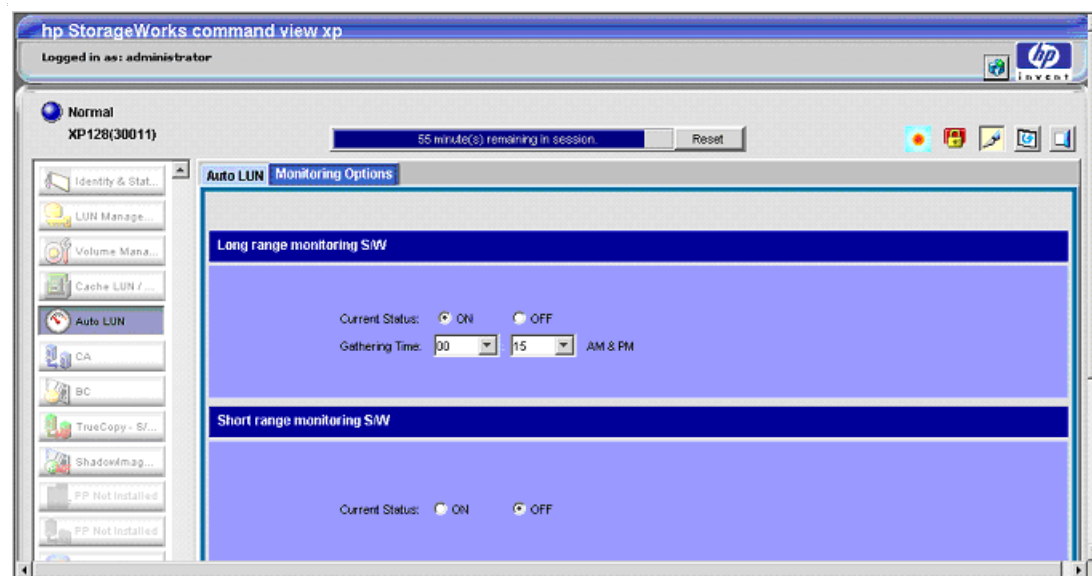 hp StorageWorks command view xp
Logged in as: administrator
hp
invent
Normal
XP128(30011)
55 minute(s) remaining in session.
Reset
Identity & Stat...
LUN Manage...
Volume Mana...
Cache LUN / ...
Auto LUN
CA
BC
TrueCopy - S/...
ShadowImag...
PP Not Installed
PP Not Installed
Auto LUN Monitoring Options
Long range monitoring S/W
Current Status: ON OFF
Gathering Time: 00 : 15 AM & PM
Short range monitoring S/W
Current Status: ON OFF